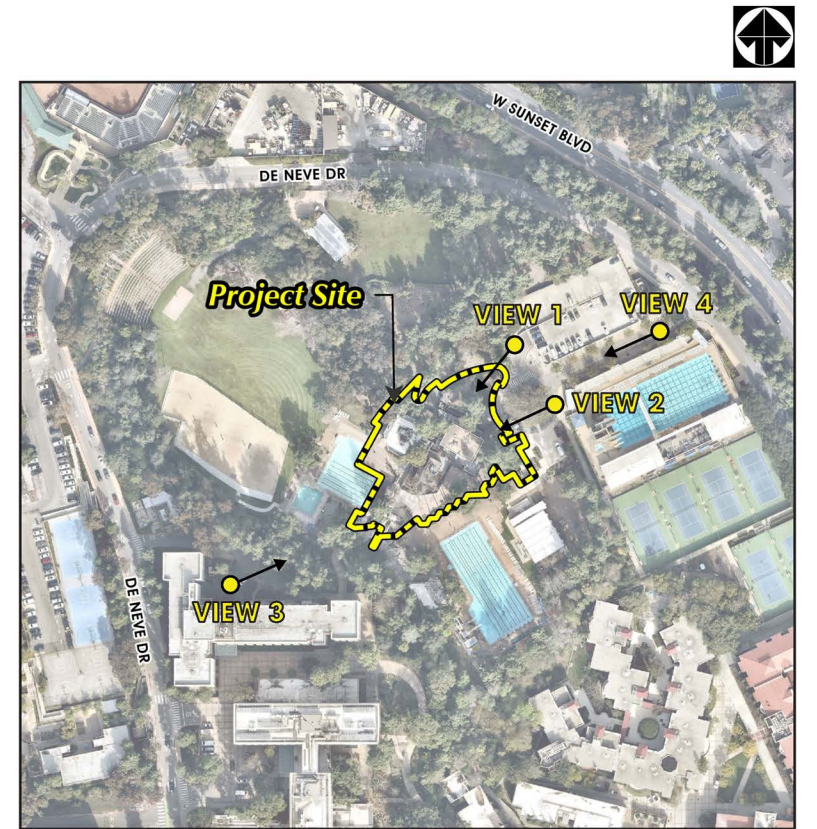 W SUNSET BLVD
DE NEVE DR
Project Site
VIEW 1
VIEW 4
VIEW 2
DE NEVE DR
VIEW 3